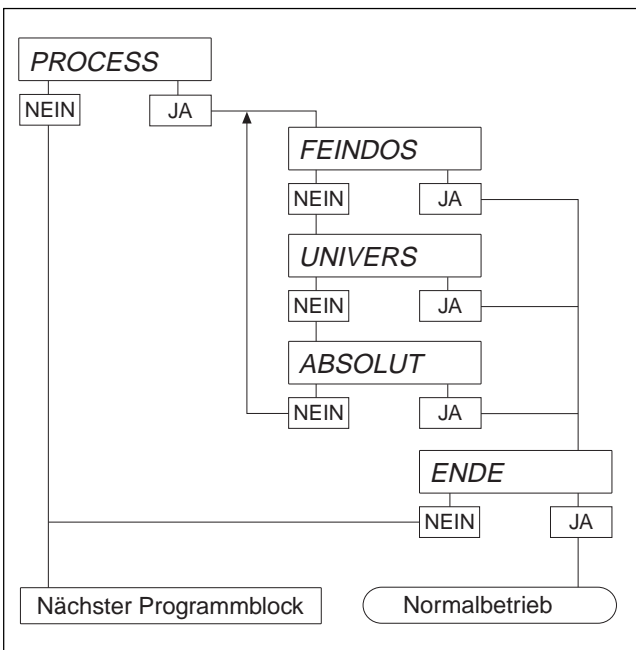 PROCESS
NEIN JA
FEINDOS
NEIN JA
UNIVERS
NEIN JA
ABSOLUT
NEIN JA
ENDE
NEIN JA
Nächster Programmblock Normalbetrieb